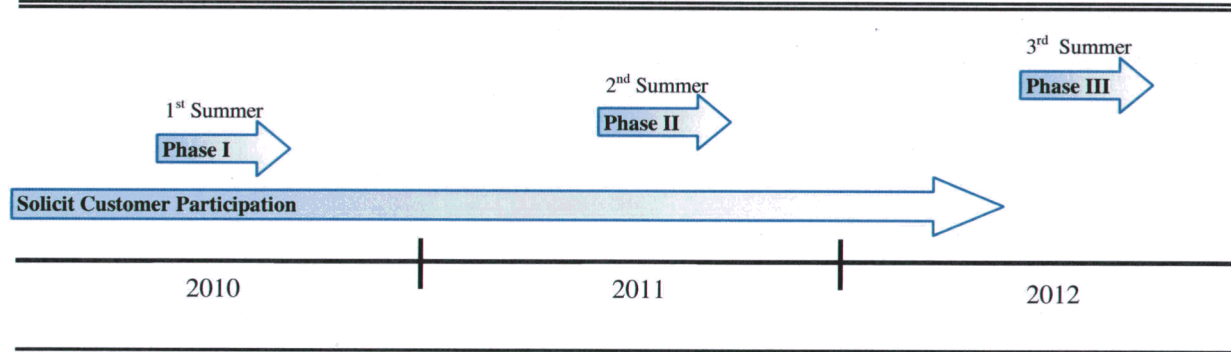 3rd Summer
Phase III
2nd Summer
Phase II
1st Summer
Phase I
Solicit Customer Participation
2010 2011 2012